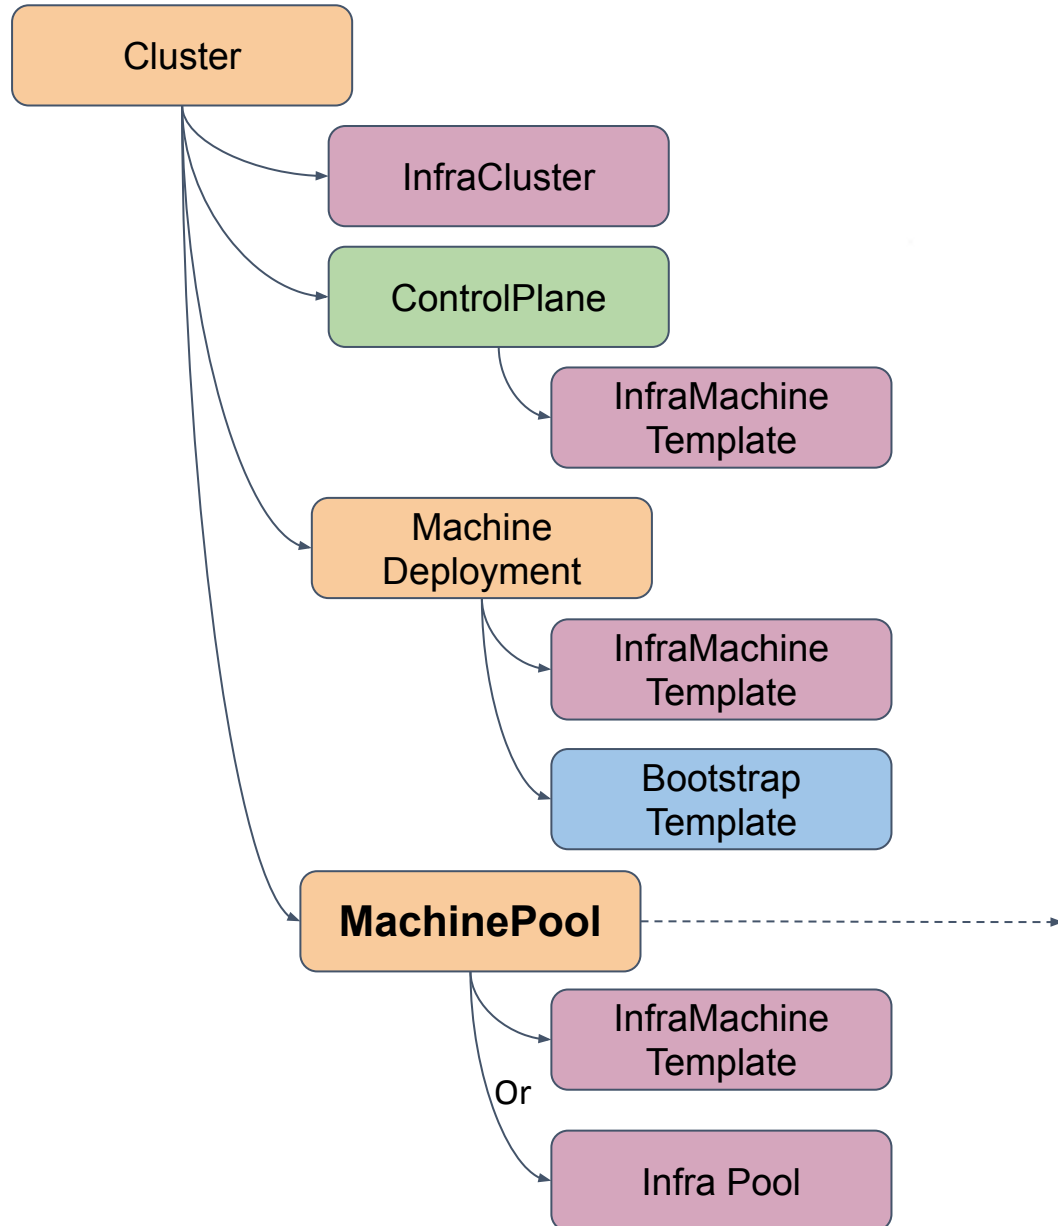 Cluster
InfraCluster
ControlPlane
InfraMachine
Template
Machine
Deployment
InfraMachine
Template
Bootstrap
Template
MachinePool
InfraMachine
Template
Or
Infra Pool